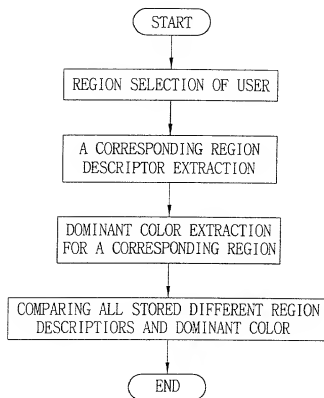 START
REGION SELECTION OF USER
A CORRESPONDING REGION
DESCRIPTOR EXTRACTION
DOMINANT COLOR EXTRACTION
FOR A CORRESPONDING REGION
COMPARING ALL STORED DIFFERENT REGION
DESCRIPTIORS AND DOMINANT COLOR
END